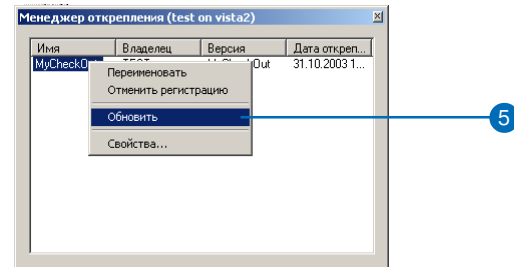 Менеджер открепления (test on vista2)
Имя Владелец Версия Дата откреп...
MyCheckOut 31.10.2003 1...
Переименовать
Отменить регистрацию
Обновить 5
Свойства...